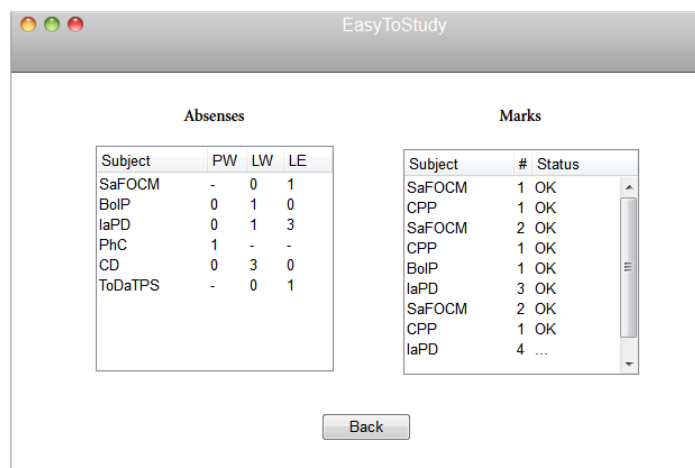 EasyToStudy
Absenses
Subject PW LW LE
SaFOCM - 0 1
BoIP 0 1 0
IaPD 0 1 3
PhC 1 - -
CD 0 3 0
ToDaTPS - 0 1
Marks
Subject # Status
SaFOCM 1 OK
CPP 1 OK
SaFOCM 2 OK
CPP 1 OK
BoIP 1 OK
IaPD 3 OK
SaFOCM 2 OK
CPP 1 OK
IaPD 4 ...
Back